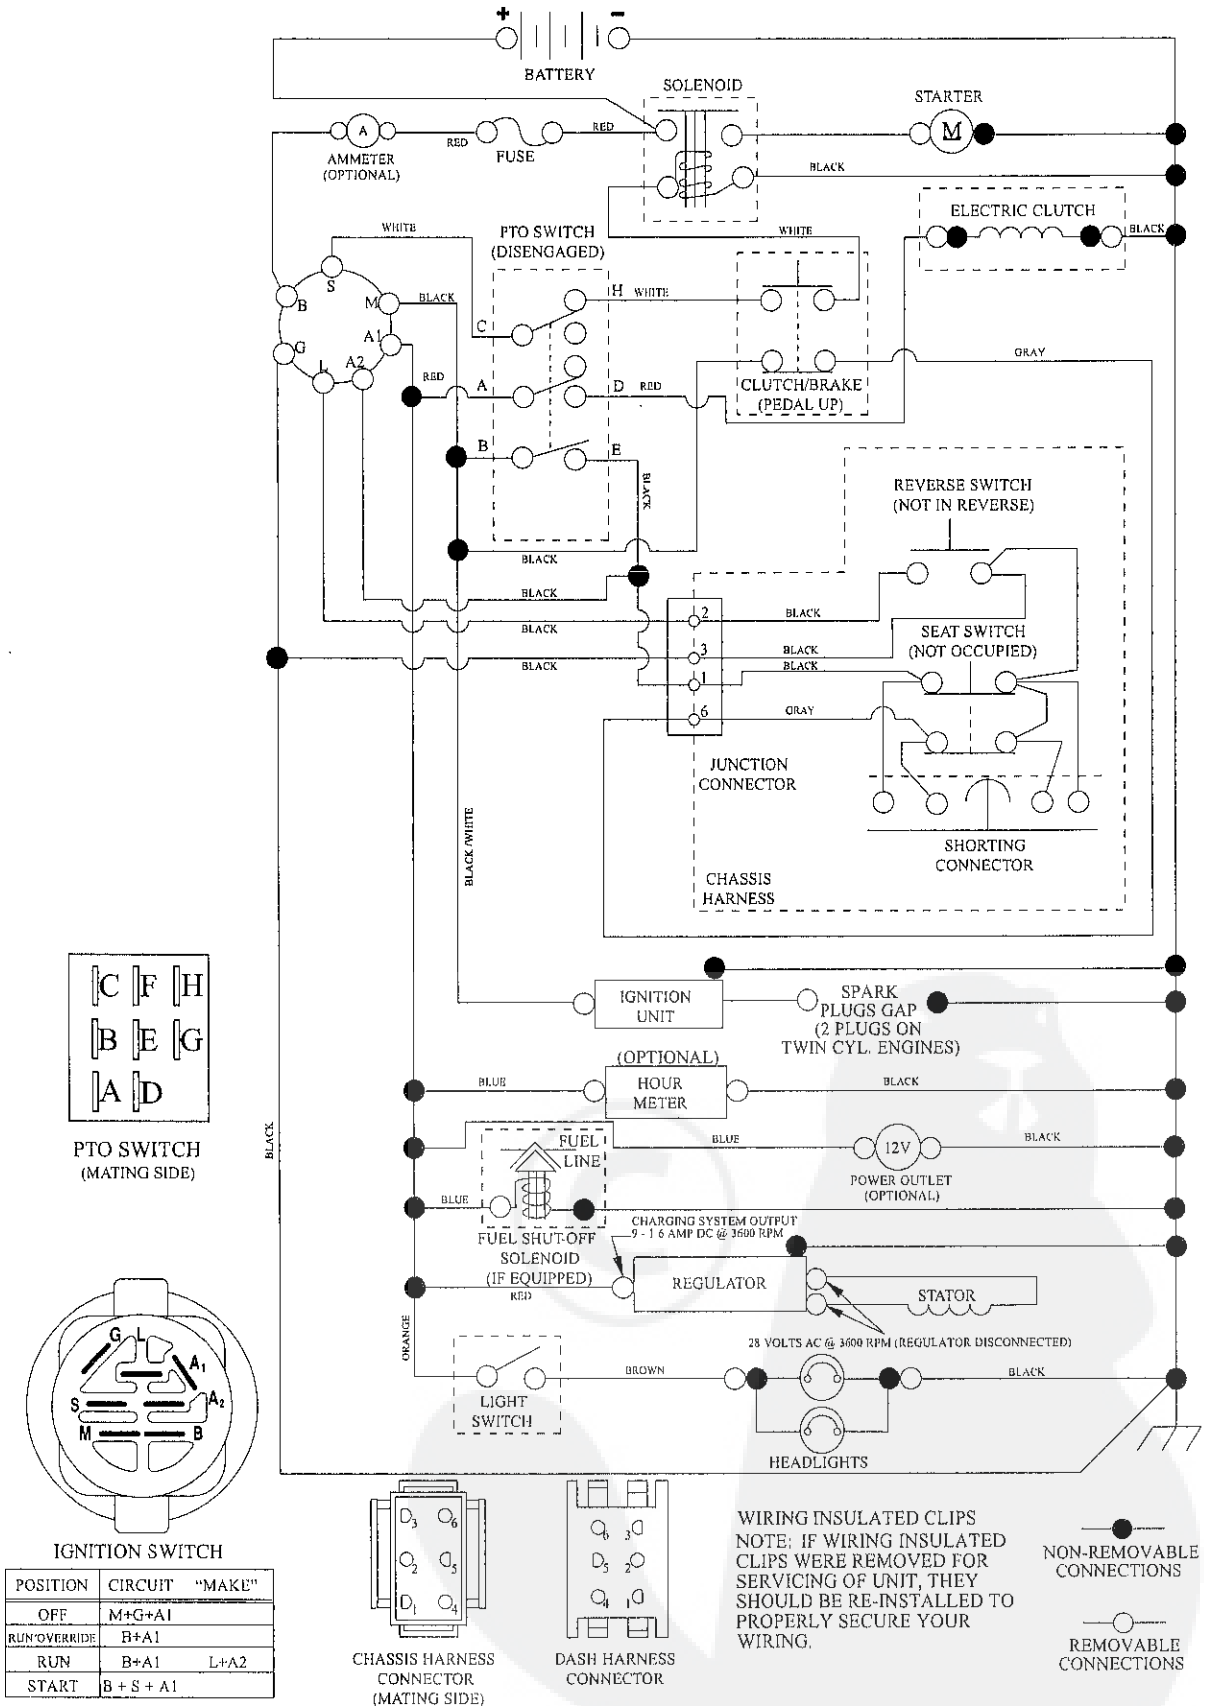 + -
BATTERY
SOLENOID
STARTER
M
A
AMMETER
(OPTIONAL)
RED
FUSE
RED
BLACK
ELECTRIC CLUTCH
BLACK
WHITE
PTO SWITCH
(DISENGAGED)
WHITE
S
B
M
BLACK
H WHITE
C
G
A1
L
A2
RED
A
D RED
CLUTCH/BRAKE
(PEDAL UP)
GRAY
B
E
BLACK
REVERSE SWITCH
(NOT IN REVERSE)
BLACK
BLACK
2
BLACK
BLACK
SEAT SWITCH
(NOT OCCUPIED)
3
BLACK
BLACK
1
BLACK
6
GRAY
JUNCTION
CONNECTOR
SHORTING
CONNECTOR
CHASSIS
HARNESS
BLACK/WHITE
C F H
B E G
A D
PTO SWITCH
(MATING SIDE)
IGNITION
UNIT
SPARK
PLUGS GAP
(2 PLUGS ON
TWIN CYL. ENGINES)
(OPTIONAL)
BLUE
HOUR
METER
BLACK
BLACK
FUEL
LINE
BLUE
12V
BLACK
POWER OUTLET
(OPTIONAL)
BLUE
FUEL SHUT-OFF
SOLENOID
(IF EQUIPPED)
CHARGING SYSTEM OUTPUT
9 - 1 6 AMP DC @ 3600 RPM
RED
REGULATOR
STATOR
28 VOLTS AC @ 3600 RPM (REGULATOR DISCONNECTED)
ORANGE
LIGHT
SWITCH
BROWN
BLACK
HEADLIGHTS
G L
A1
S
A2
M
B
IGNITION SWITCH
POSITION CIRCUIT "MAKE"
OFF M+G+A1
RUN OVERRIDE B+A1
RUN B+A1 L+A2
START B + S + A1
3 6
2 5
1 4
CHASSIS HARNESS
CONNECTOR
(MATING SIDE)
6 3
5 2
4 1
DASH HARNESS
CONNECTOR
WIRING INSULATED CLIPS
NOTE: IF WIRING INSULATED
CLIPS WERE REMOVED FOR
SERVICING OF UNIT, THEY
SHOULD BE RE-INSTALLED TO
PROPERLY SECURE YOUR
WIRING.
NON-REMOVABLE
CONNECTIONS
REMOVABLE
CONNECTIONS